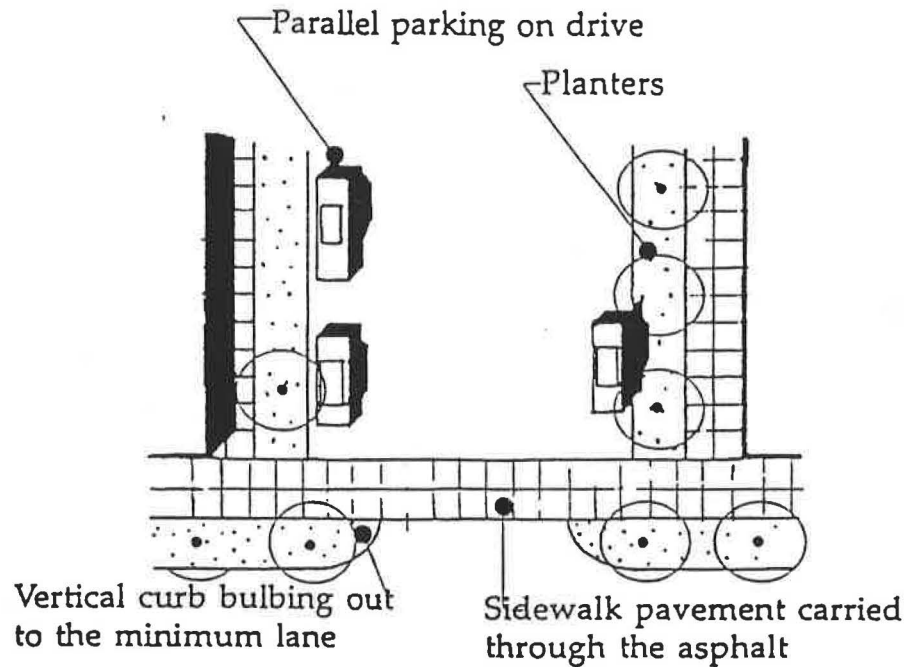 Parallel parking on drive
Planters
Vertical curb bulbing out
to the minimum lane
Sidewalk pavement carried
through the asphalt